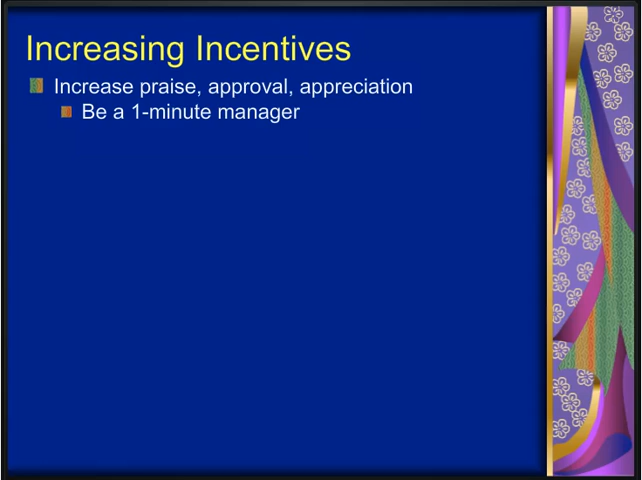 Increasing Incentives
Increase praise, approval, appreciation
Be a 1-minute manager